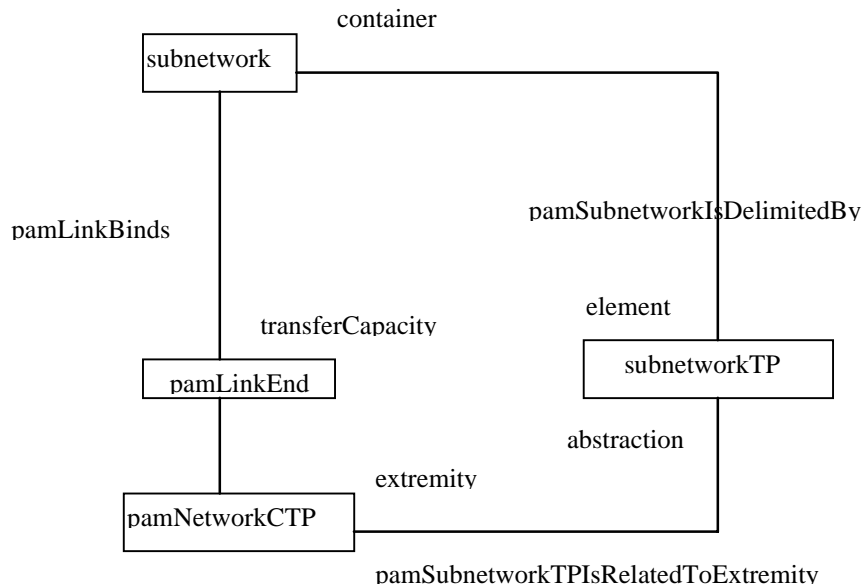 container
subnetwork
pamLinkBinds
pamSubnetworkIsDelimitedBy
element
transferCapacity
pamLinkEnd
subnetworkTP
abstraction
extremity
pamNetworkCTP
pamSubnetworkTPIsRelatedToExtremity